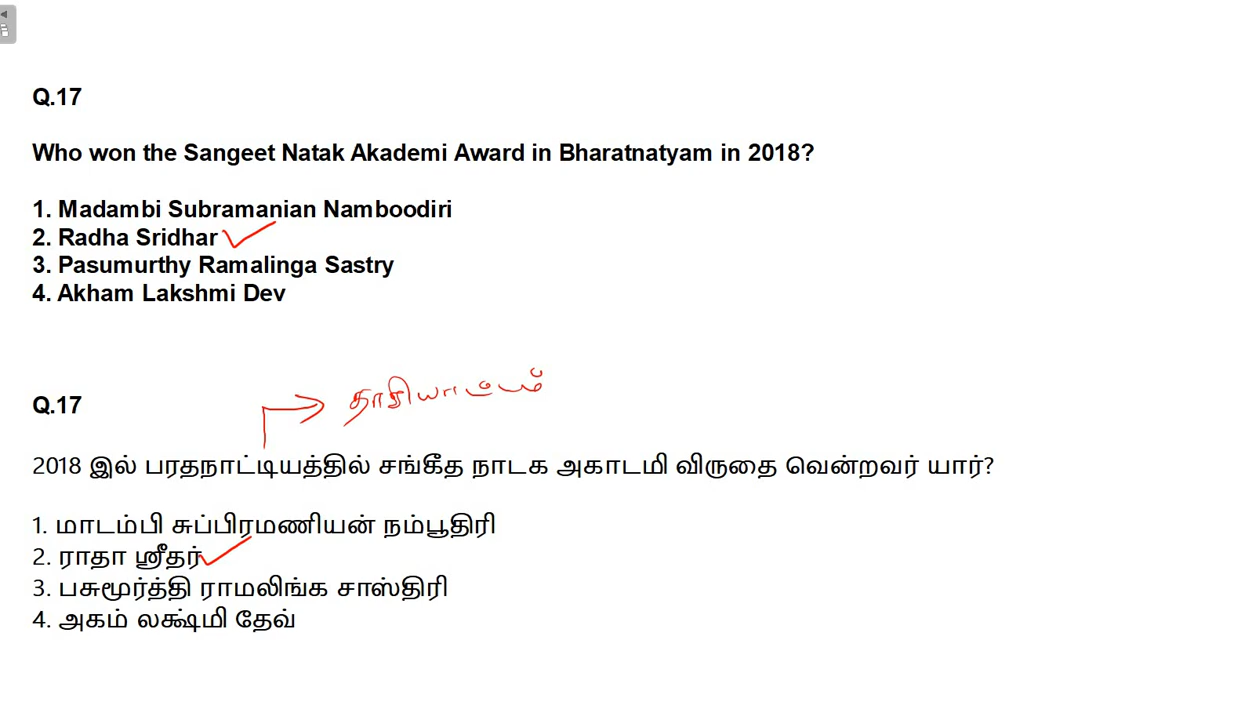 Q.17
Who won the Sangeet Natak Akademi Award in Bharatnatyam in 2018?
1. Madambi Subramanian Namboodiri
2. Radha Sridhar
3. Pasumurthy Ramalinga Sastry
4. Akham Lakshmi Dev
தாசியாட்டம்
Q.17
2018 இல் பரதநாட்டியத்தில் சங்கீத நாடக அகாடமி விருதை வென்றவர் யார்?
1. மாடம்பி சுப்பிரமணியன் நம்பூதிரி
2. ராதா ஸ்ரீதர்
3. பசுமூர்த்தி ராமலிங்க சாஸ்திரி
4. அகம் லக்ஷ்மி தேவ்